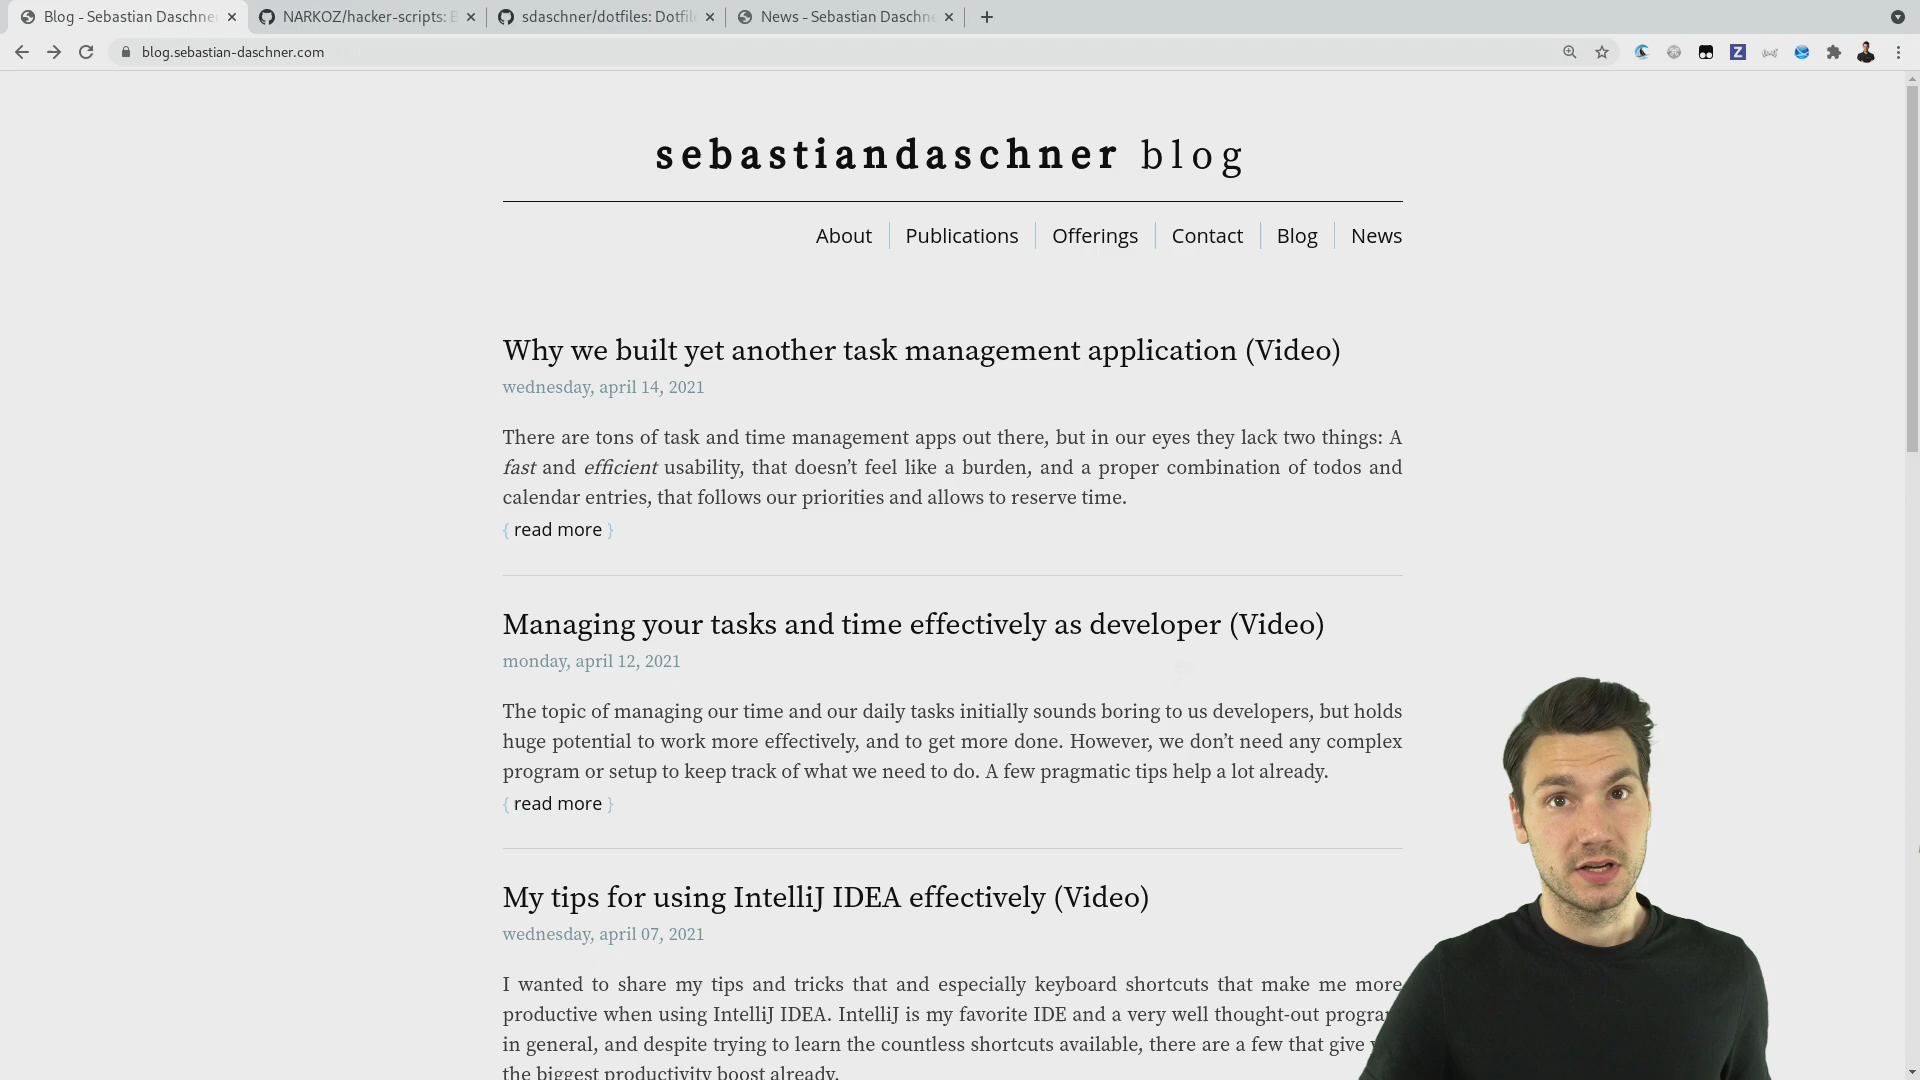 Blog - Sebastian Daschner
NARKOZ/hacker-scripts: B
sdaschner/dotfiles: Dotfil
News - Sebastian Daschne
blog.sebastian-daschner.com
sebastiandaschner blog
About
Publications
Offerings
Contact
Blog
News
Why we built yet another task management application (Video)
wednesday, april 14, 2021
There are tons of task and time management apps out there, but in our eyes they lack two things: A
fast and efficient usability, that doesn’t feel like a burden, and a proper combination of todos and
calendar entries, that follows our priorities and allows to reserve time.
{ read more }
Managing your tasks and time effectively as developer (Video)
monday, april 12, 2021
The topic of managing our time and our daily tasks initially sounds boring to us developers, but holds
huge potential to work more effectively, and to get more done. However, we don’t need any complex
program or setup to keep track of what we need to do. A few pragmatic tips help a lot already.
{ read more }
My tips for using IntelliJ IDEA effectively (Video)
wednesday, april 07, 2021
I wanted to share my tips and tricks that and especially keyboard shortcuts that make me more
productive when using IntelliJ IDEA. IntelliJ is my favorite IDE and a very well thought-out program
in general, and despite trying to learn the countless shortcuts available, there are a few that give
the biggest productivity boost already.